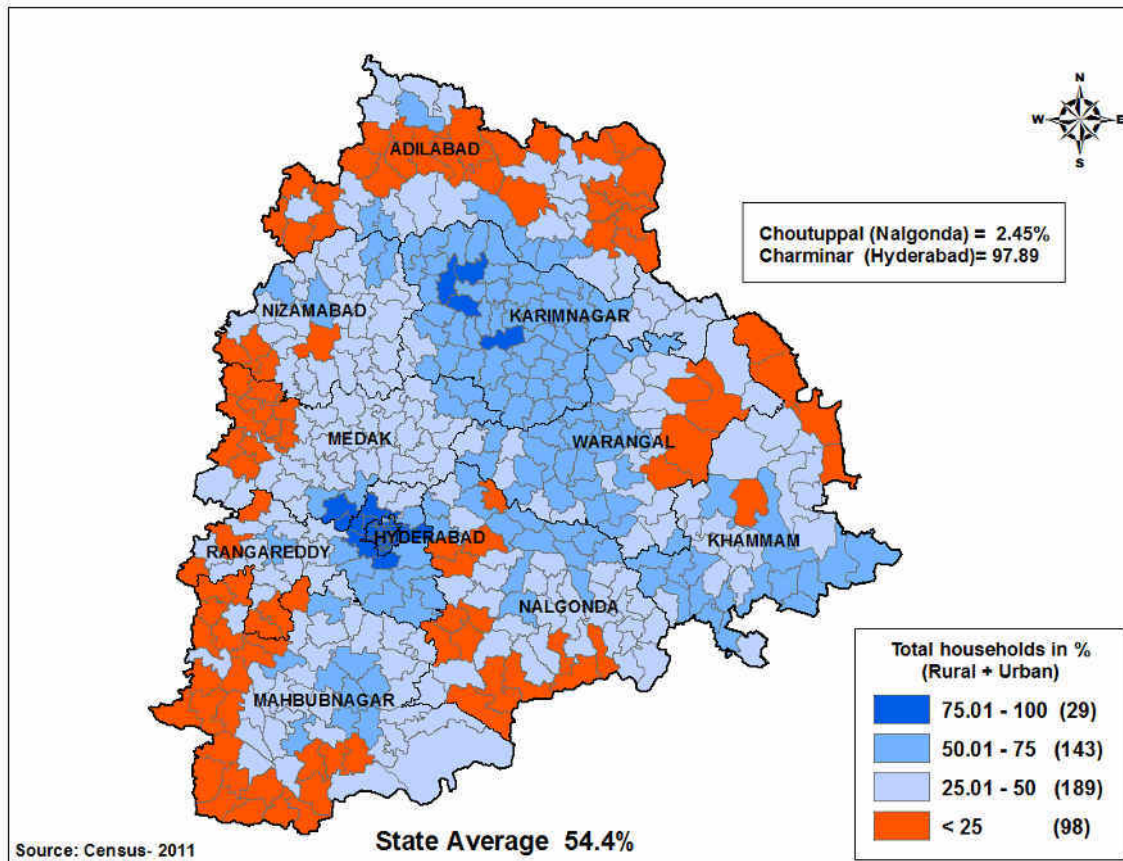 N
W E
S
ADILABAD
Choutuppal (Nalgonda) = 2.45%
Charminar (Hyderabad)= 97.89
NIZAMABAD
KARIMNAGAR
MEDAK
WARANGAL
HYDERABAD
RANGAREDDY
KHAMMAM
NALGONDA
MAHBUBNAGAR
Total households in %
(Rural + Urban)
75.01 - 100 (29)
50.01 - 75 (143)
25.01 - 50 (189)
< 25 (98)
State Average 54.4%
Source: Census- 2011